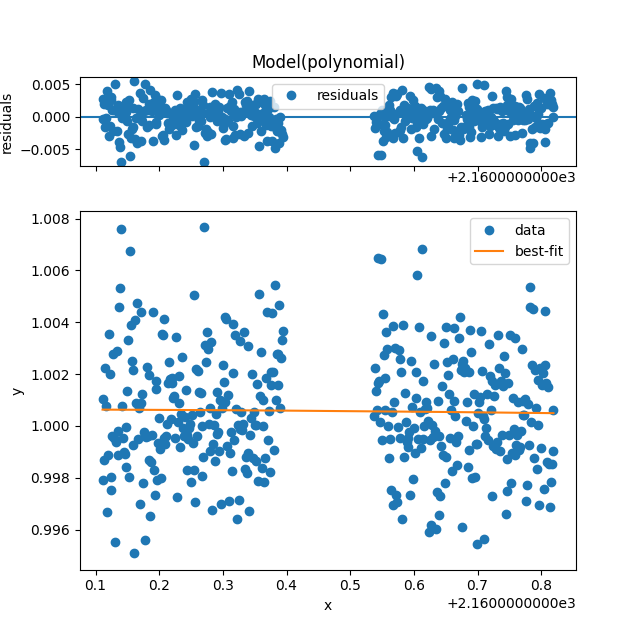 Model(polynomial)
residuals
0.005
0.000
−0.005
residuals
+2.1600000000e3
1.008
1.006
1.004
1.002
1.000
0.998
0.996
y
data
best-fit
0.1 0.2 0.3 0.4 0.5 0.6 0.7 0.8
x
+2.1600000000e3